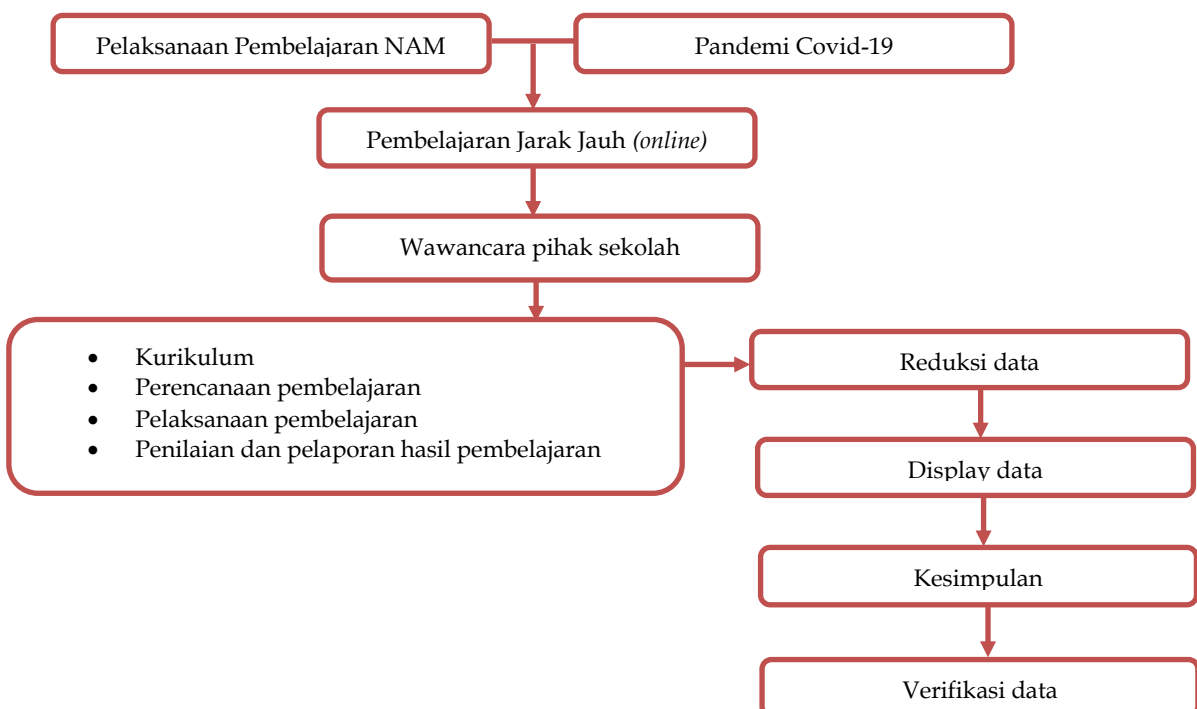 Pelaksanaan Pembelajaran NAM
Pandemi Covid-19
Pembelajaran Jarak Jauh (online)
Wawancara pihak sekolah
• Kurikulum
• Perencanaan pembelajaran
• Pelaksanaan pembelajaran
• Penilaian dan pelaporan hasil pembelajaran
Reduksi data
Display data
Kesimpulan
Verifikasi data